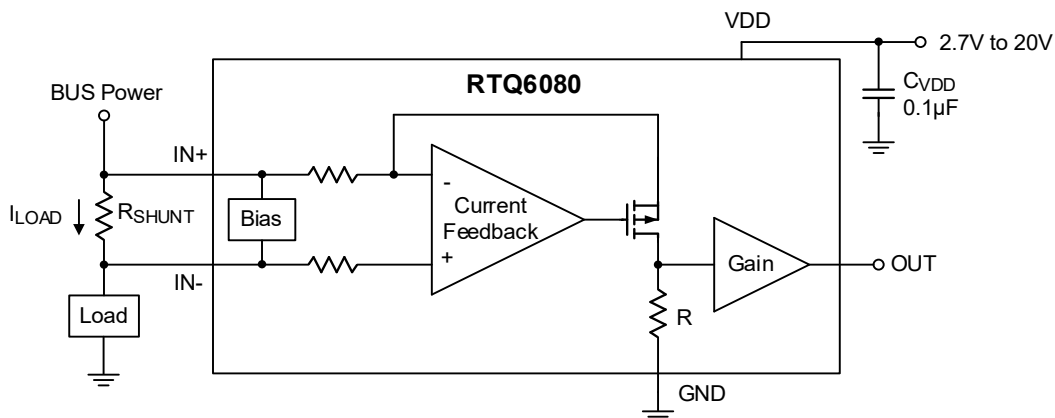 VDD
2.7V to 20V
RTQ6080
CVDD
0.1µF
BUS Power
IN+
-
Current
Feedback
+
ILOAD
RSHUNT
Bias
IN-
Load
Gain
OUT
R
GND